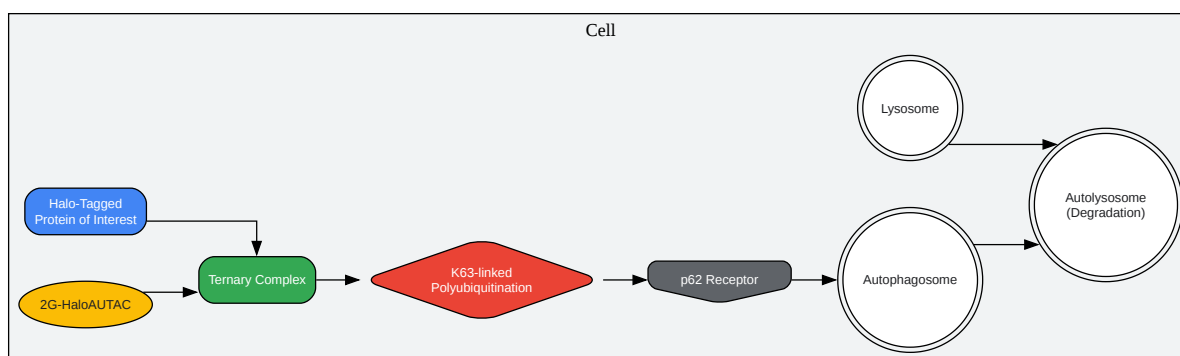 Cell
Lysosome
Autolysosome
(Degradation)
Halo-Tagged
Protein of Interest
2G-HaloAUTAC
Ternary Complex
K63-linked
Polyubiquitination
p62 Receptor
Autophagosome